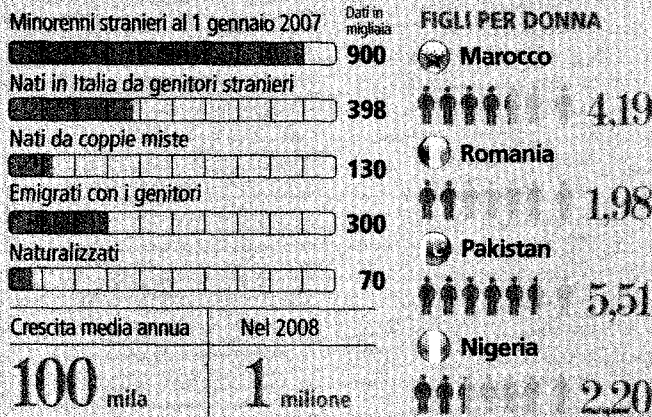 Minorenni stranieri al 1 gennaio 2007
Dati in
migliaia
900
Nati in Italia da genitori stranieri
398
Nati da coppie miste
130
Emigrati con i genitori
300
Naturalizzati
70
Crescita media annua
100 mila
Nel 2008
1 milione
FIGLI PER DONNA
Marocco
4,19
Romania
1,98
Pakistan
5,51
Nigeria
2,20